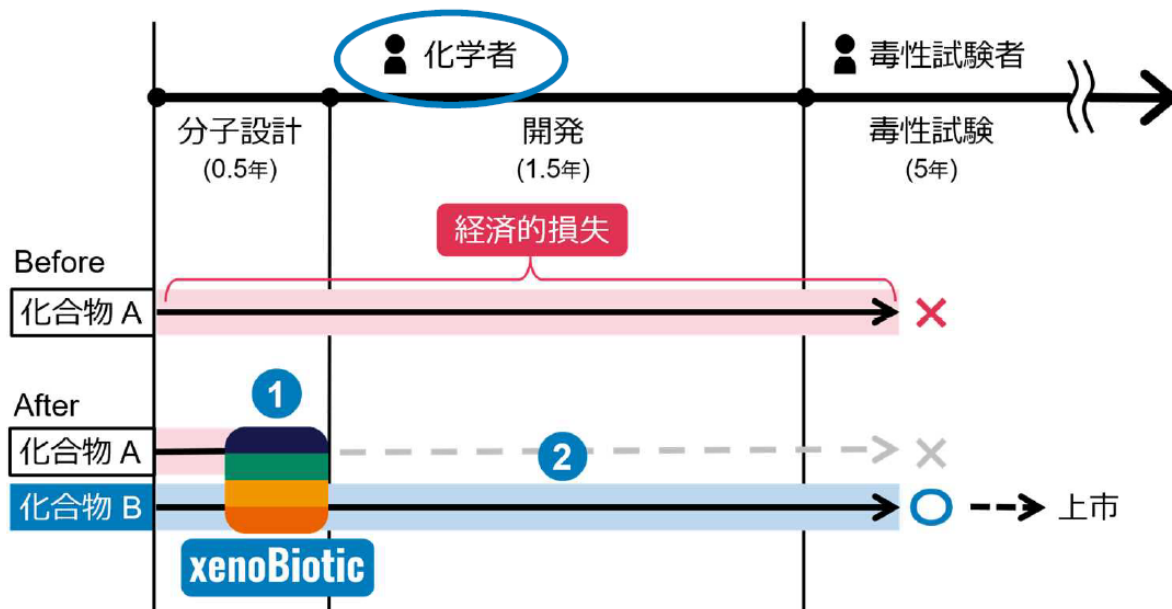 化学者
毒性試験者
分子設計
(0.5年)
開発
(1.5年)
毒性試験
(5年)
経済的損失
Before
化合物 A
After
1
化合物 A
2
化合物 B
上市
xenoBiotic